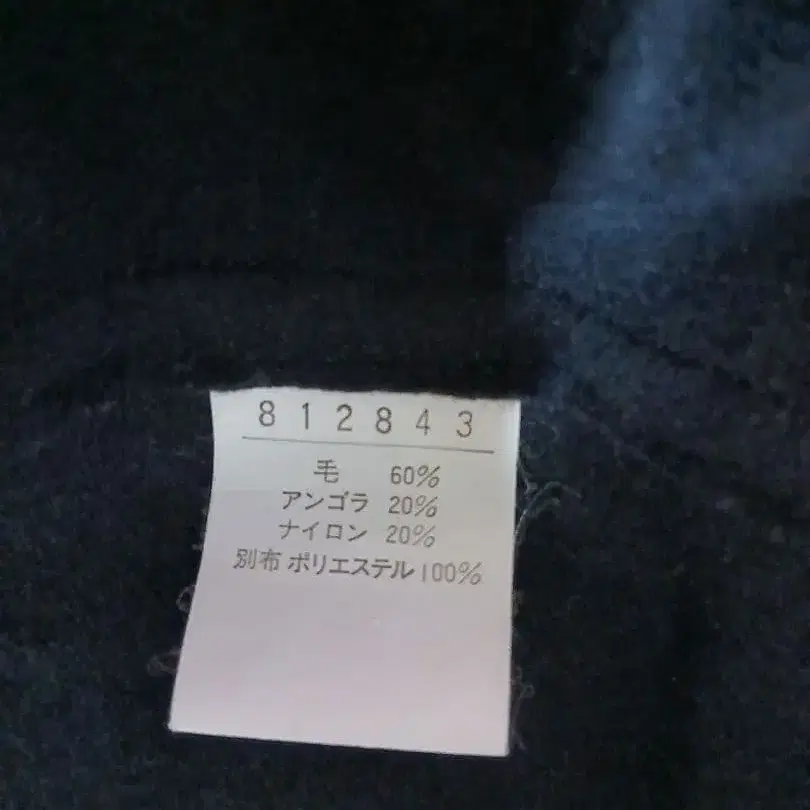 812843
毛 60%
アンゴラ 20%
ナイロン 20%
別布 ポリエステル 100%